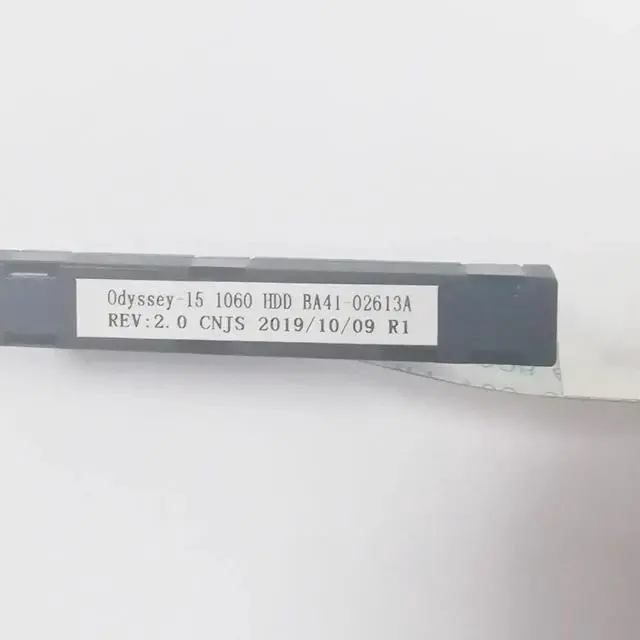 Odyssey-15 1060 HDD BA41-02613A
REV:2.0 CNJS 2019/10/09 R1